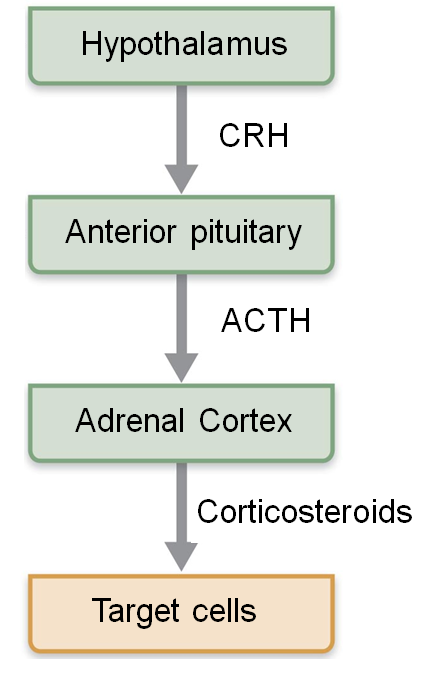 Hypothalamus
CRH
Anterior pituitary
ACTH
Adrenal Cortex
Corticosteroids
Target cells